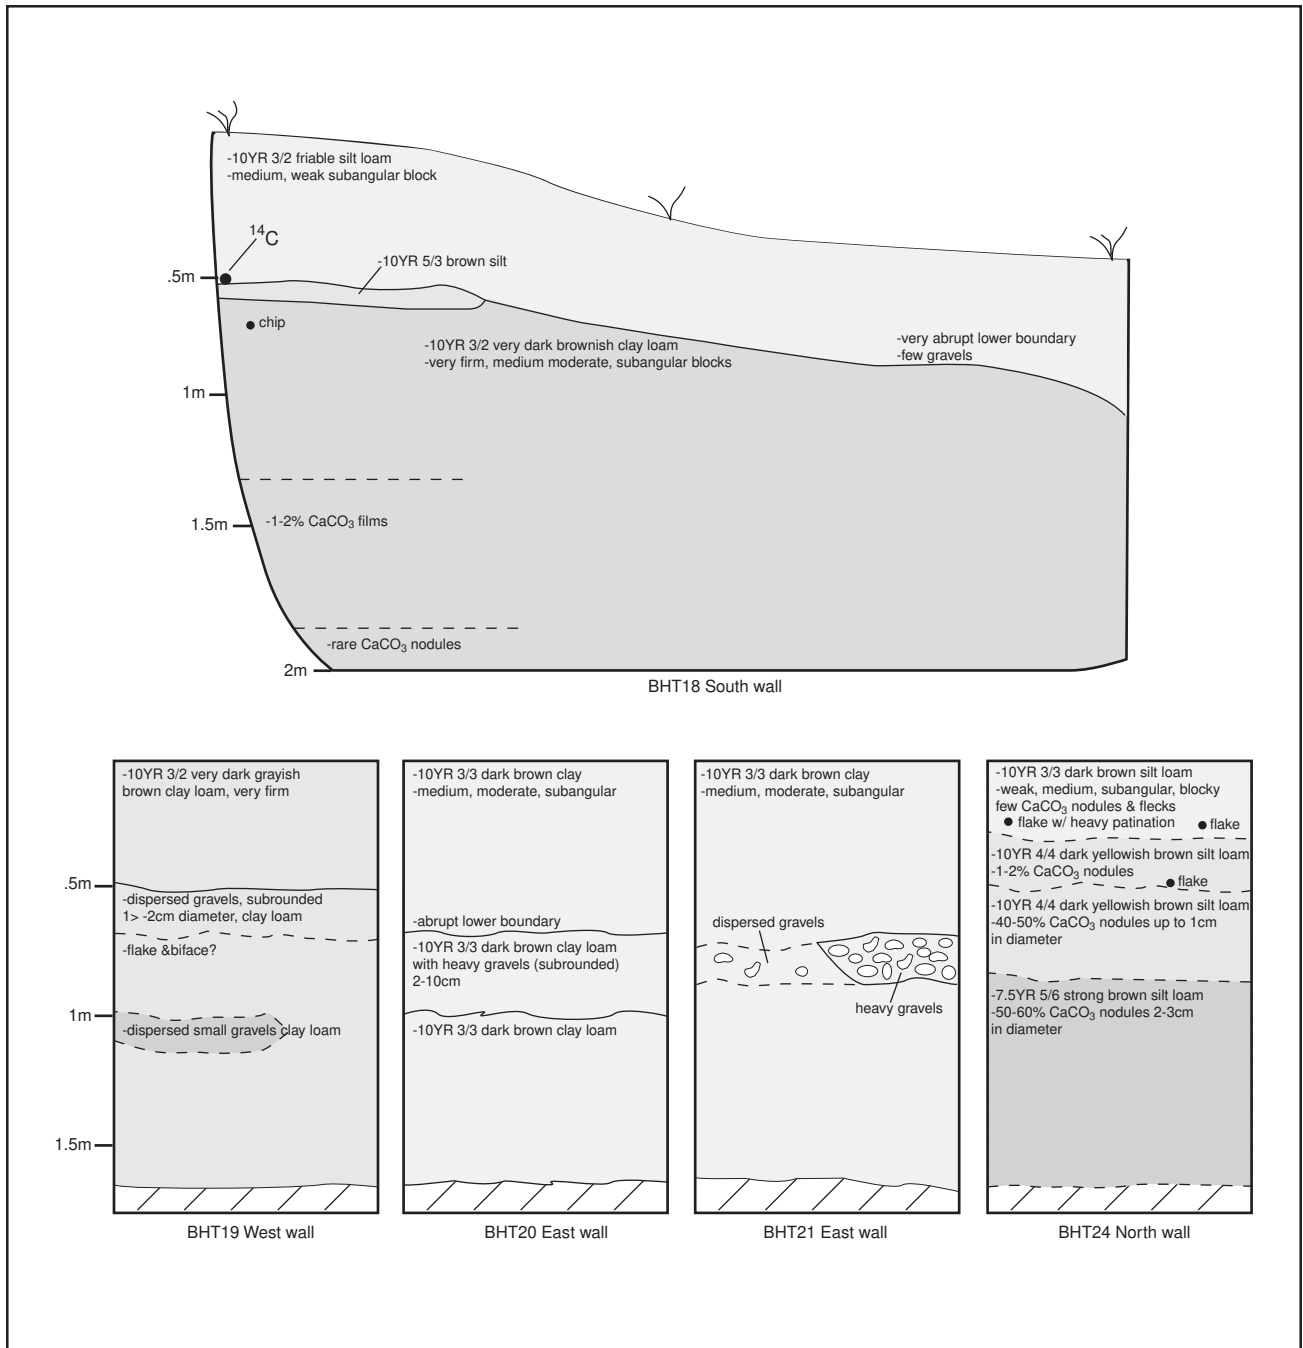 -10YR 3/2 friable silt loam
-medium, weak subangular block
14C
.5m
-10YR 5/3 brown silt
chip
-10YR 3/2 very dark brownish clay loam
-very firm, medium moderate, subangular blocks
-very abrupt lower boundary
-few gravels
1m
1.5m
-1-2% CaCO3 films
-rare CaCO3 nodules
2m
BHT18 South wall
.5m
1m
1.5m
-10YR 3/2 very dark grayish
brown clay loam, very firm
-dispersed gravels, subrounded
1> -2cm diameter, clay loam
-flake &biface?
-dispersed small gravels clay loam
BHT19 West wall
-10YR 3/3 dark brown clay
-medium, moderate, subangular
-abrupt lower boundary
-10YR 3/3 dark brown clay loam
with heavy gravels (subrounded)
2-10cm
-10YR 3/3 dark brown clay loam
BHT20 East wall
-10YR 3/3 dark brown clay
-medium, moderate, subangular
dispersed gravels
heavy gravels
BHT21 East wall
-10YR 3/3 dark brown silt loam
-weak, medium, subangular, blocky
few CaCO3 nodules & flecks
flake w/ heavy patination
flake
-10YR 4/4 dark yellowish brown silt loam
-1-2% CaCO3 nodules
flake
-10YR 4/4 dark yellowish brown silt loam
-40-50% CaCO3 nodules up to 1cm
in diameter
-7.5YR 5/6 strong brown silt loam
-50-60% CaCO3 nodules 2-3cm
in diameter
BHT24 North wall